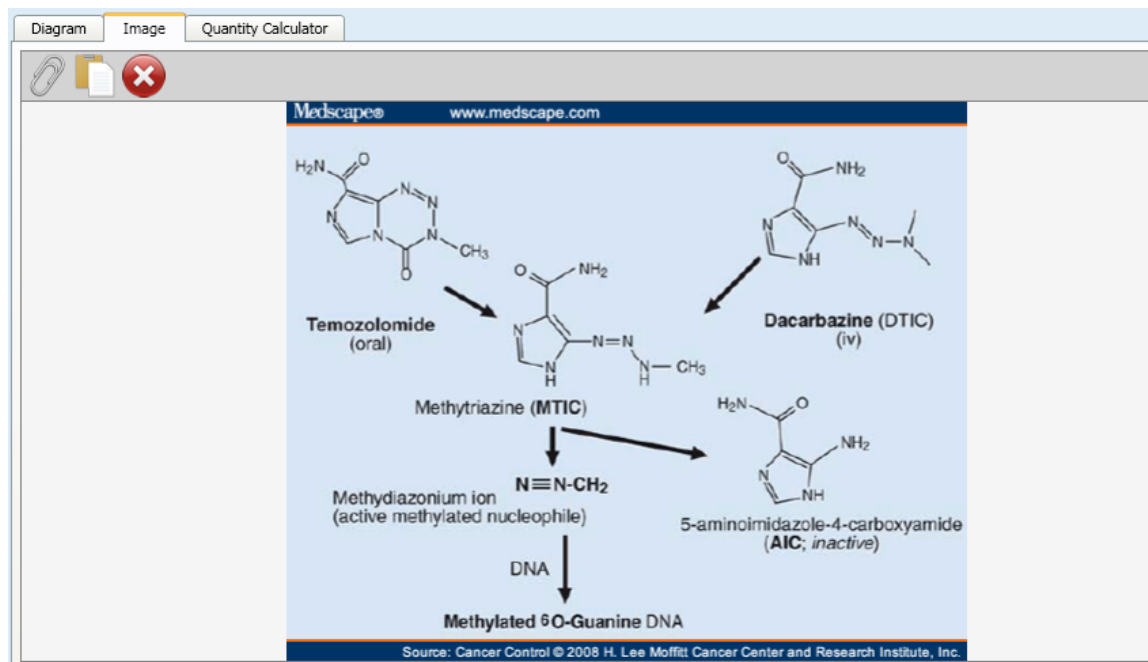 Diagram
Image
Quantity Calculator
Medscape®
www.medscape.com
H₂N
O
N
N
N
N
N
N
CH₃
O
Temozolomide
(oral)
O
NH₂
N
NH
N
N
N
Dacarbazine (DTIC)
(iv)
O
NH₂
N
N
H
N=N
N
H
CH₃
Methytriazine (MTIC)
N≡N-CH₂
Methydiazonium ion
(active methylated nucleophile)
H₂N
O
NH₂
N
NH
5-aminoimidazole-4-carboxyamide
(AIC; inactive)
DNA
Methylated ⁶O-Guanine DNA
Source: Cancer Control © 2008 H. Lee Moffitt Cancer Center and Research Institute, Inc.